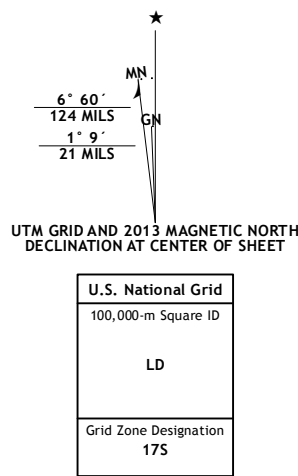 MN
6° 60´
124 MILS
GN
1° 9´
21 MILS
UTM GRID AND 2013 MAGNETIC NORTH
DECLINATION AT CENTER OF SHEET
U.S. National Grid
100,000-m Square ID
LD
Grid Zone Designation
17S